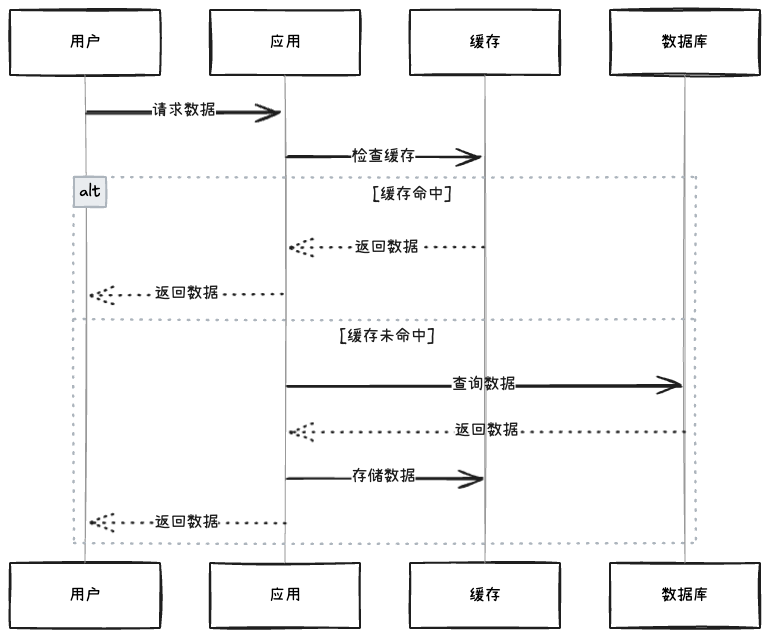 用户
应用
缓存
数据库
请求数据
检查缓存
alt
[缓存命中]
返回数据
返回数据
[缓存未命中]
查询数据
返回数据
存储数据
返回数据
用户
应用
缓存
数据库